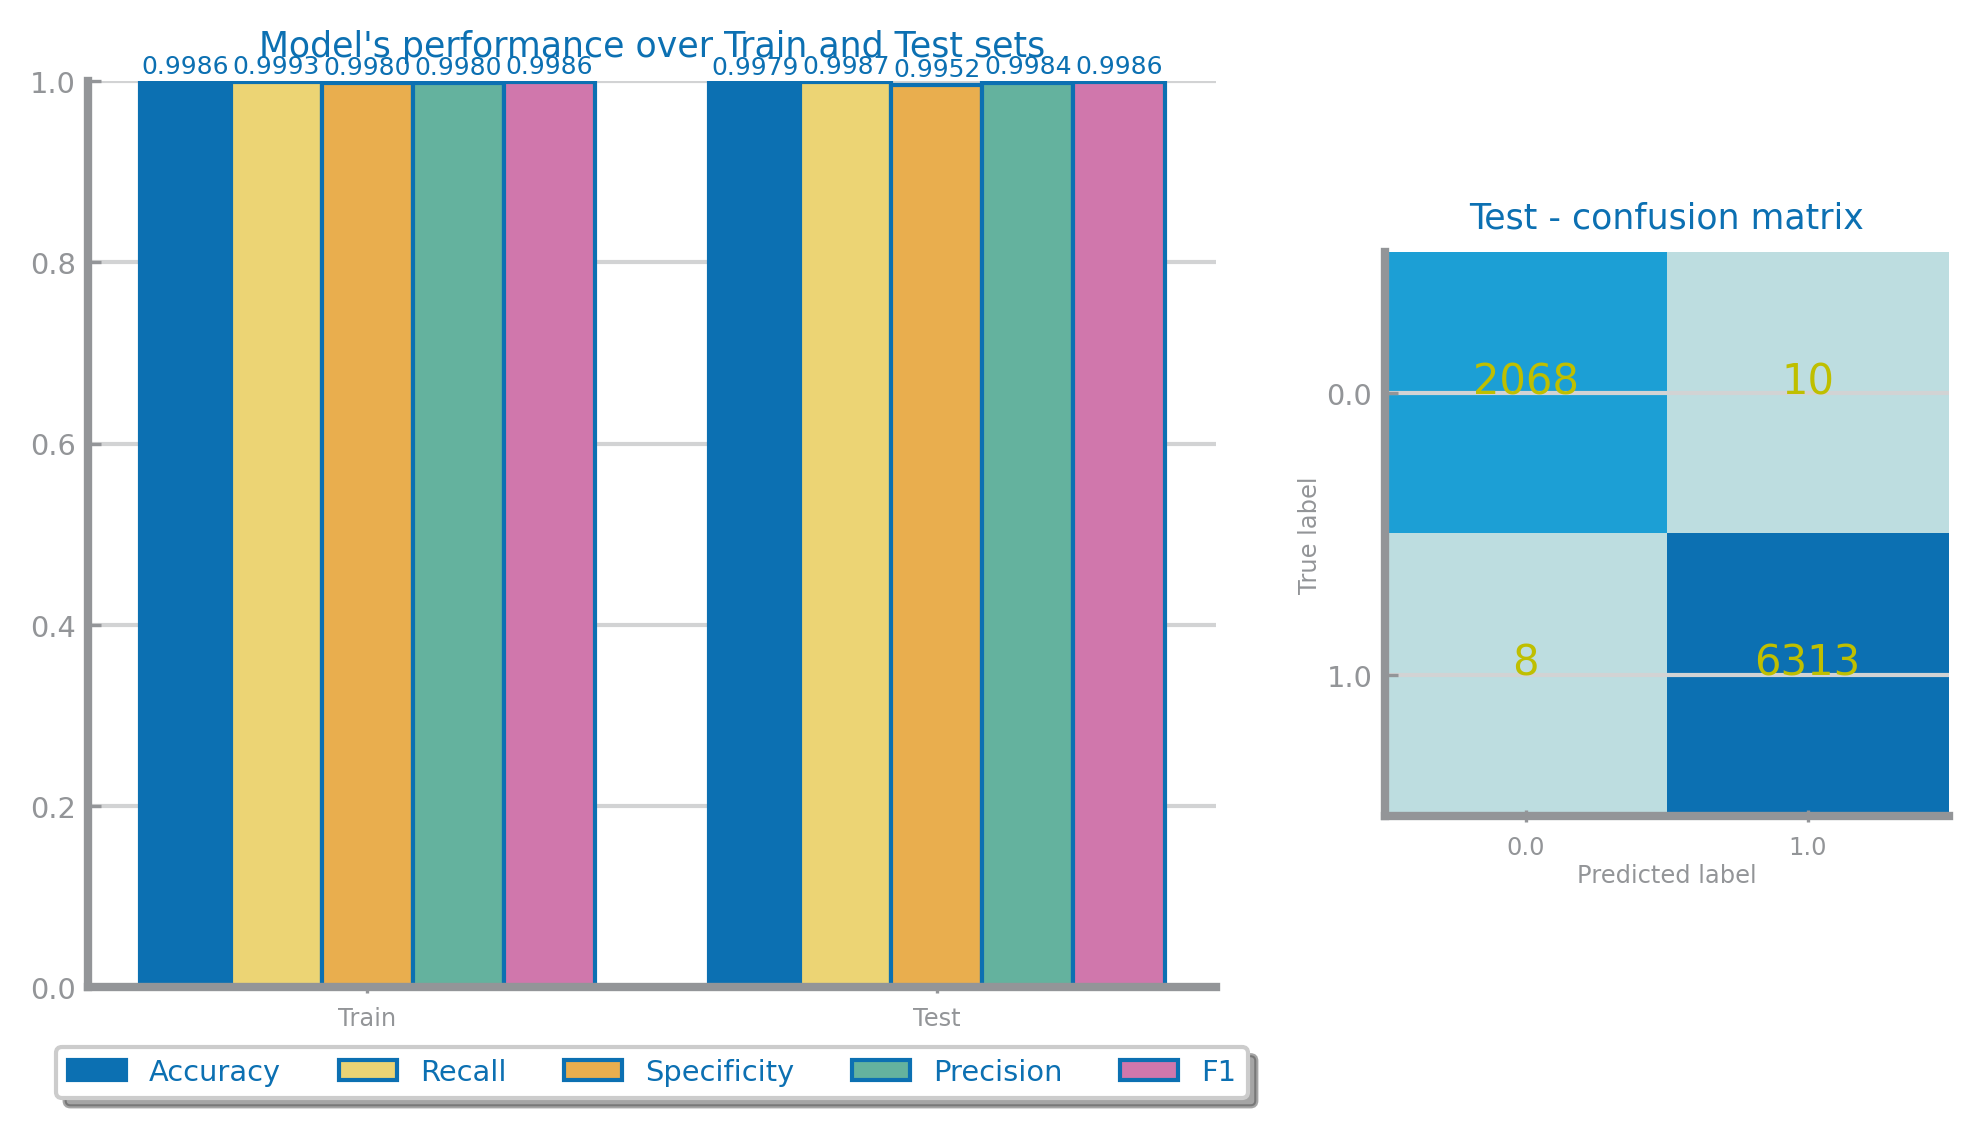 Model's performance over Train and Test sets
0.9986 0.9993 0.9980 0.9980 0.9986 0.9979 0.9987 0.9952 0.9984 0.9986
1.0
0.8
0.6
0.4
0.2
0.0
Train Test
Accuracy Recall Specificity Precision F1
Test - confusion matrix
True label
0.0 2068 10
1.0 8 6313
0.0 1.0
Predicted label